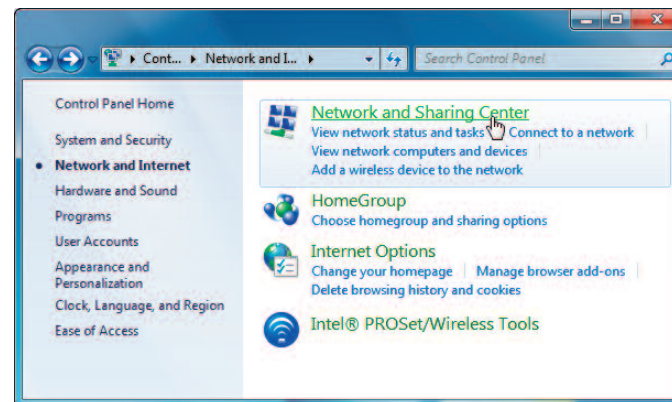 Cont... Network and I... Search Control Panel
Control Panel Home
System and Security
Network and Internet
Hardware and Sound
Programs
User Accounts
Appearance and
Personalization
Clock, Language, and Region
Ease of Access
Network and Sharing Center
View network status and tasks Connect to a network
View network computers and devices
Add a wireless device to the network
HomeGroup
Choose homegroup and sharing options
Internet Options
Change your homepage Manage browser add-ons
Delete browsing history and cookies
Intel® PROSet/Wireless Tools